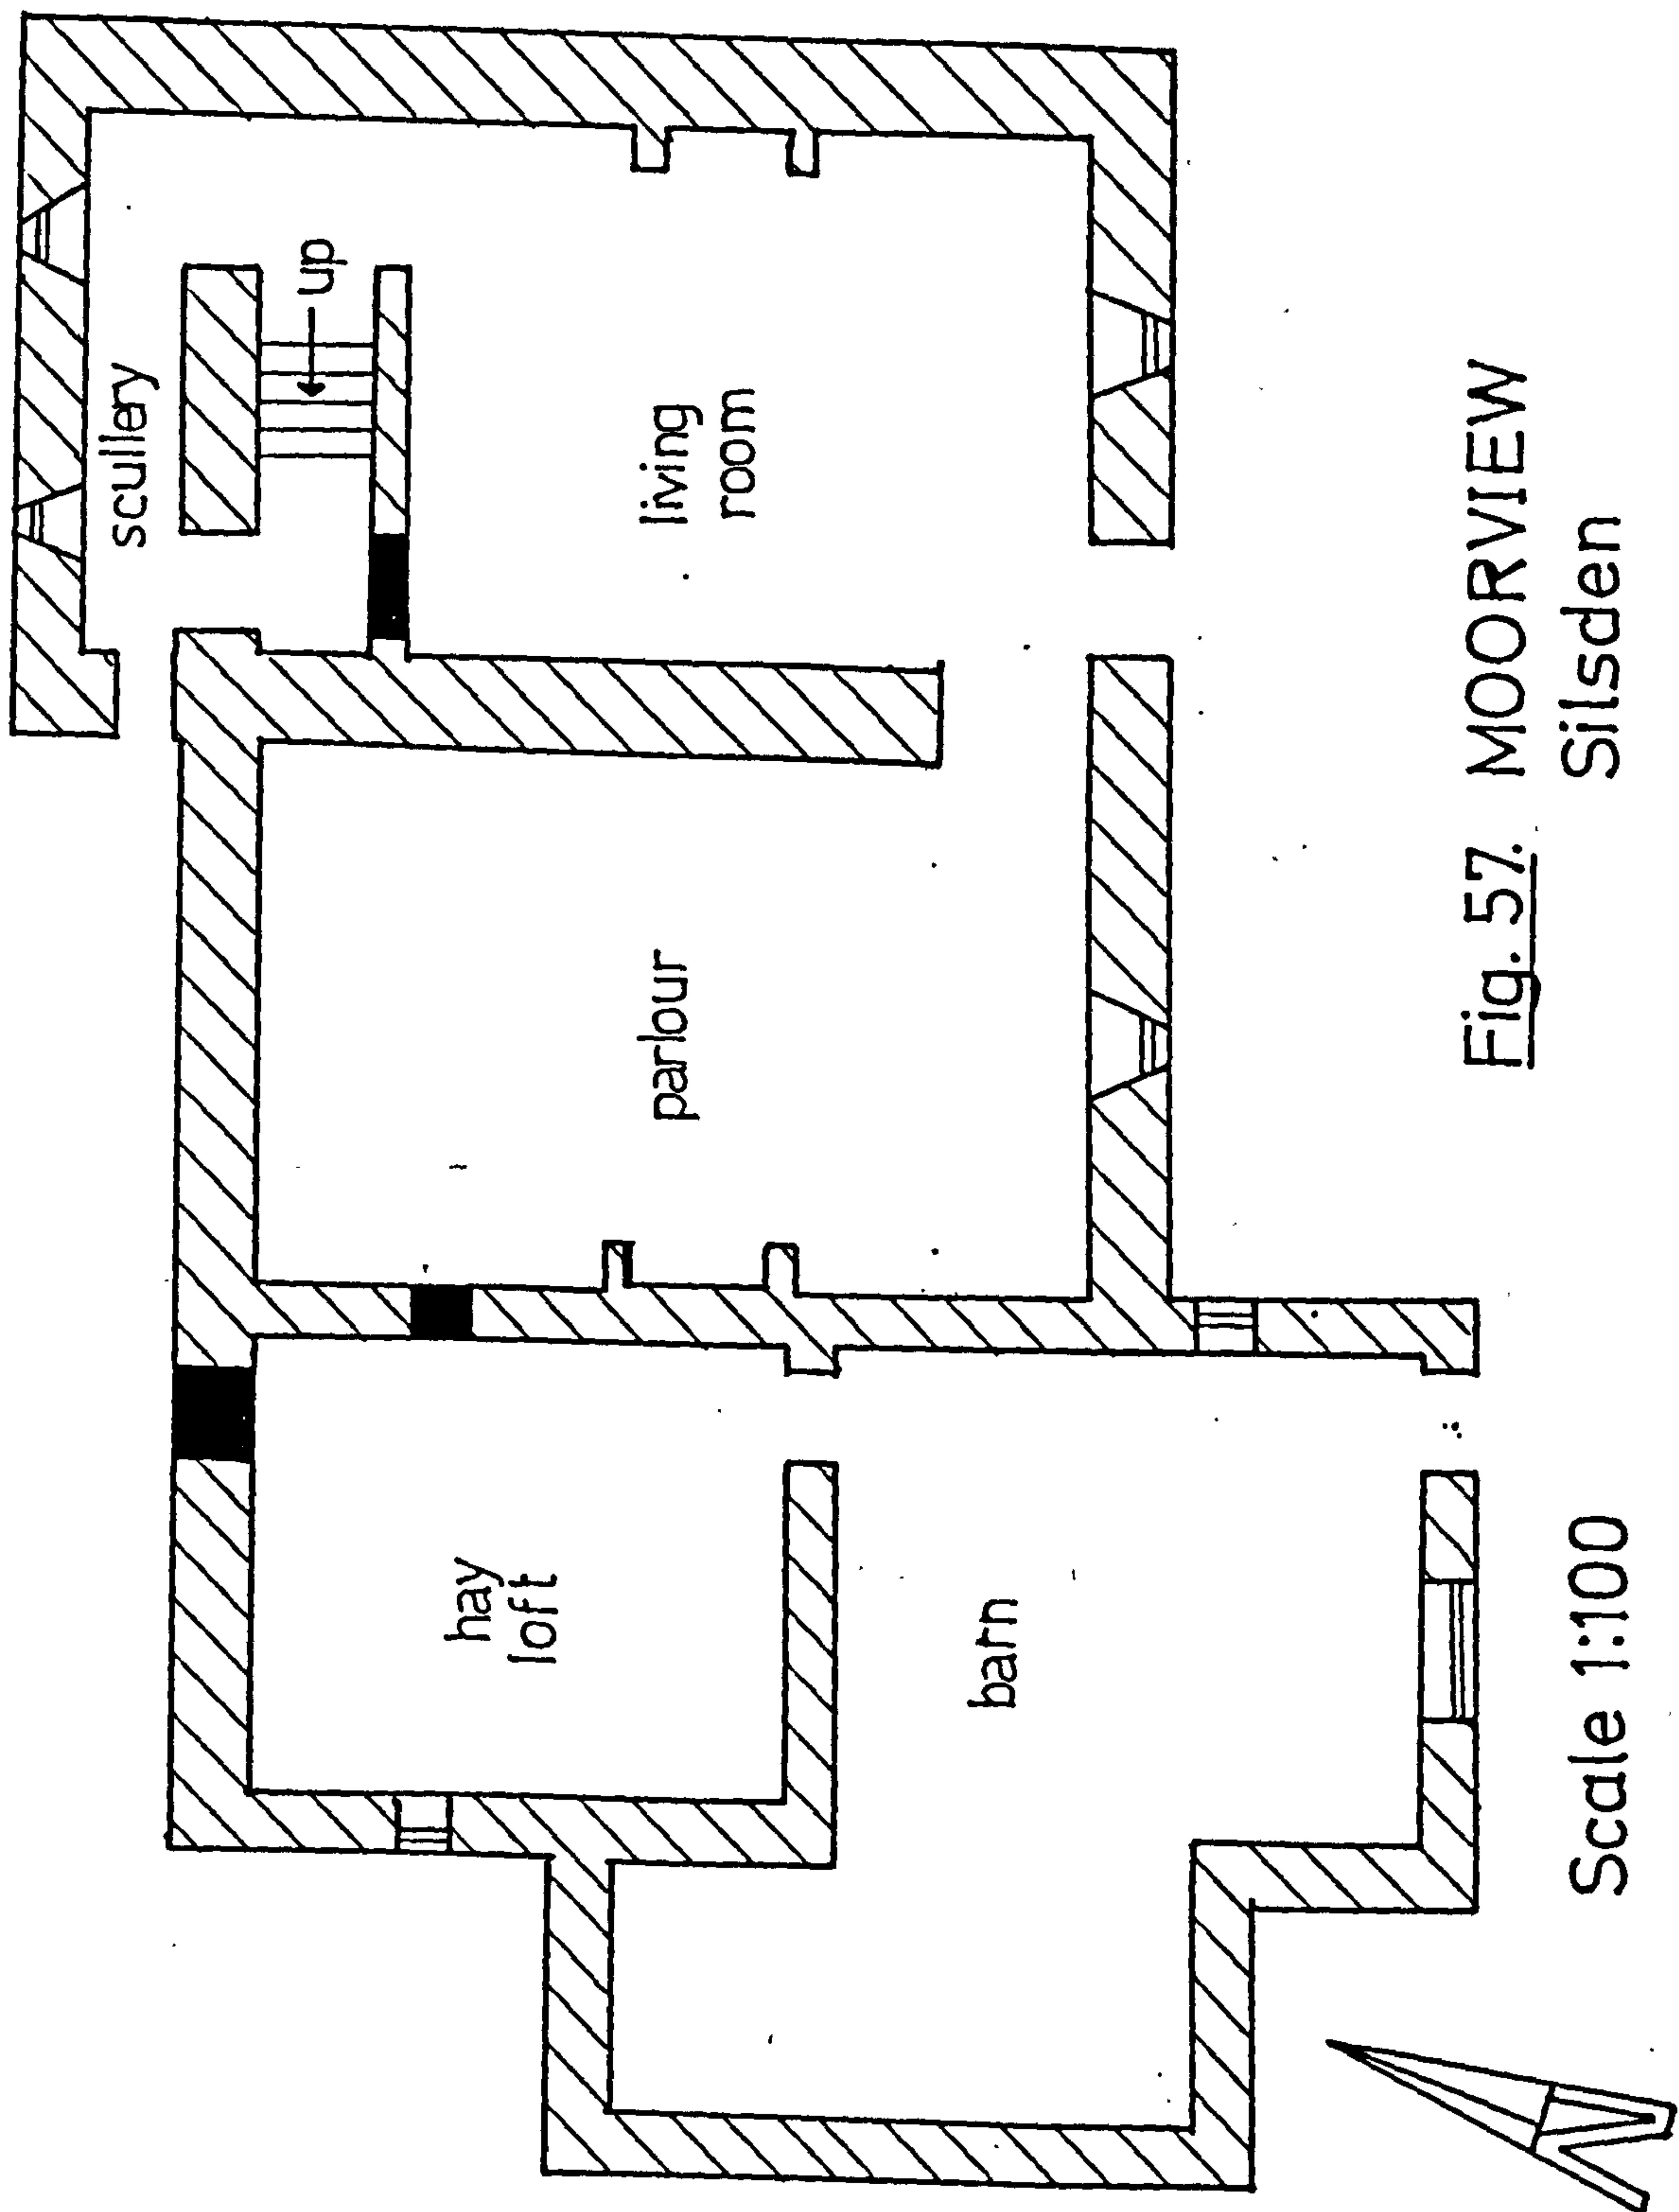 scullery
up
living
room
parlour
hay
loft
barn
Fig. 57. MOORVIEW
Silsden
Scale 1:100